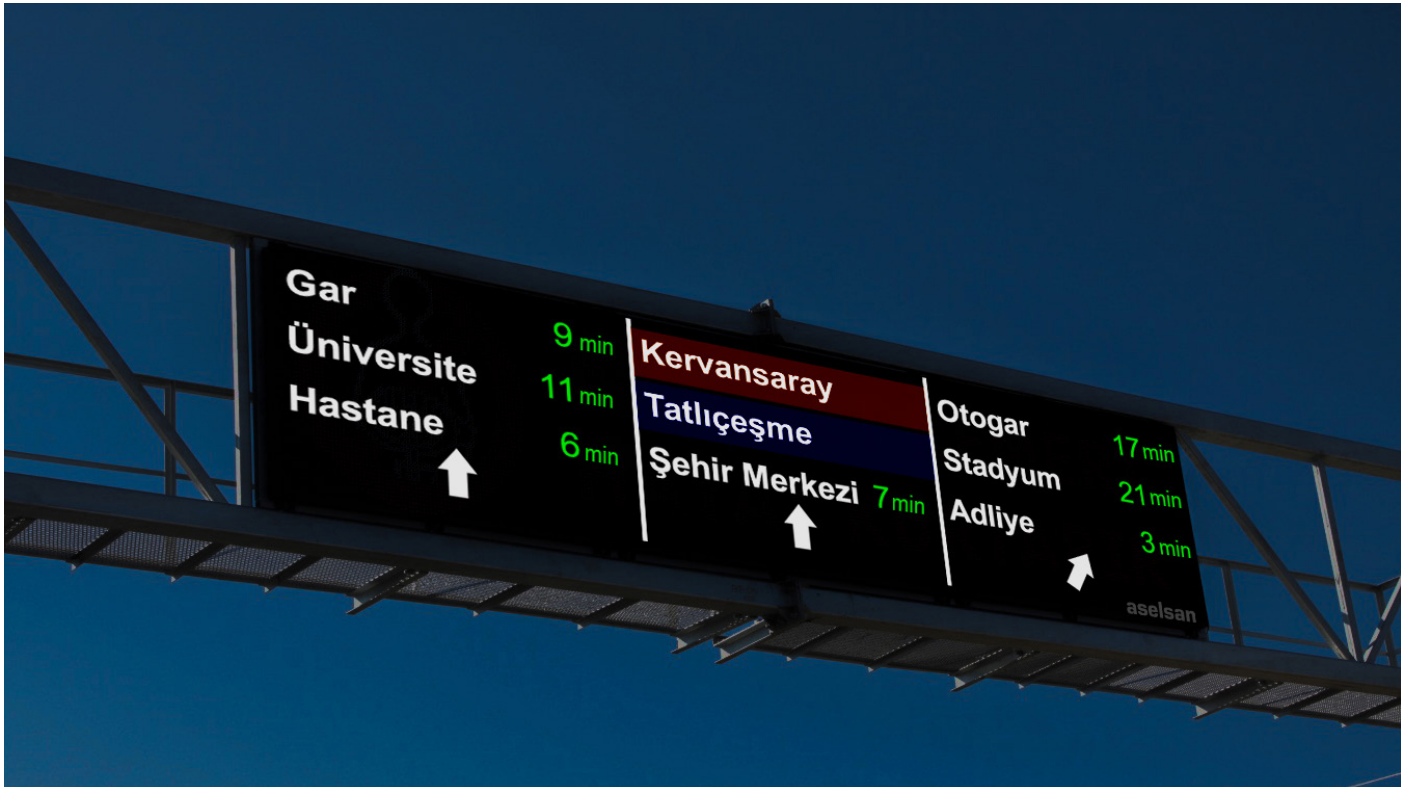 Gar 9 min
Üniversite 11 min
Hastane 6 min
Kervansaray
Tatlıçeşme
Şehir Merkezi 7 min
Otogar 17 min
Stadyum 21 min
Adliye 3 min
aselsan